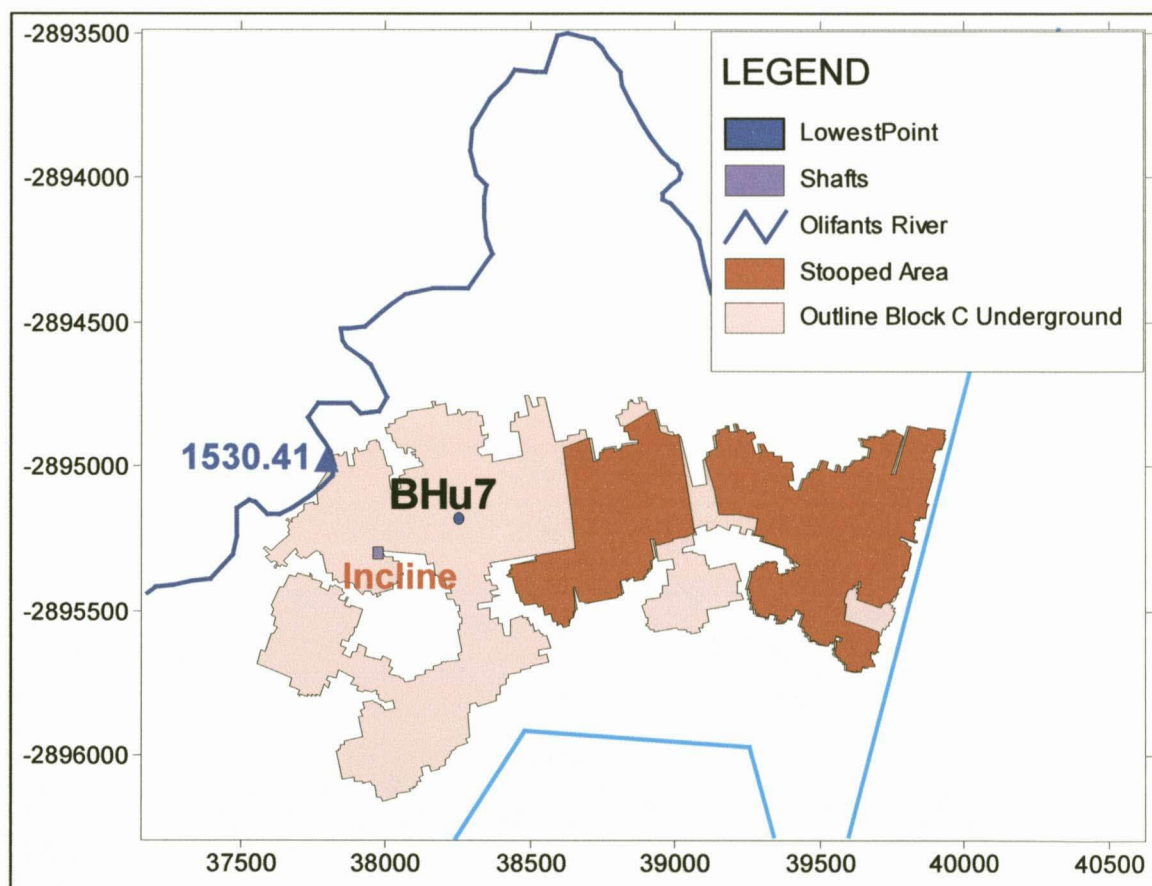 -2893500
-2894000
-2894500
-2895000
-2895500
-2896000
LEGEND
LowestPoint
Shafts
Olifants River
Stooped Area
Outline Block C Underground
1530.41
BHu7
Incline
37500 38000 38500 39000 39500 40000 40500